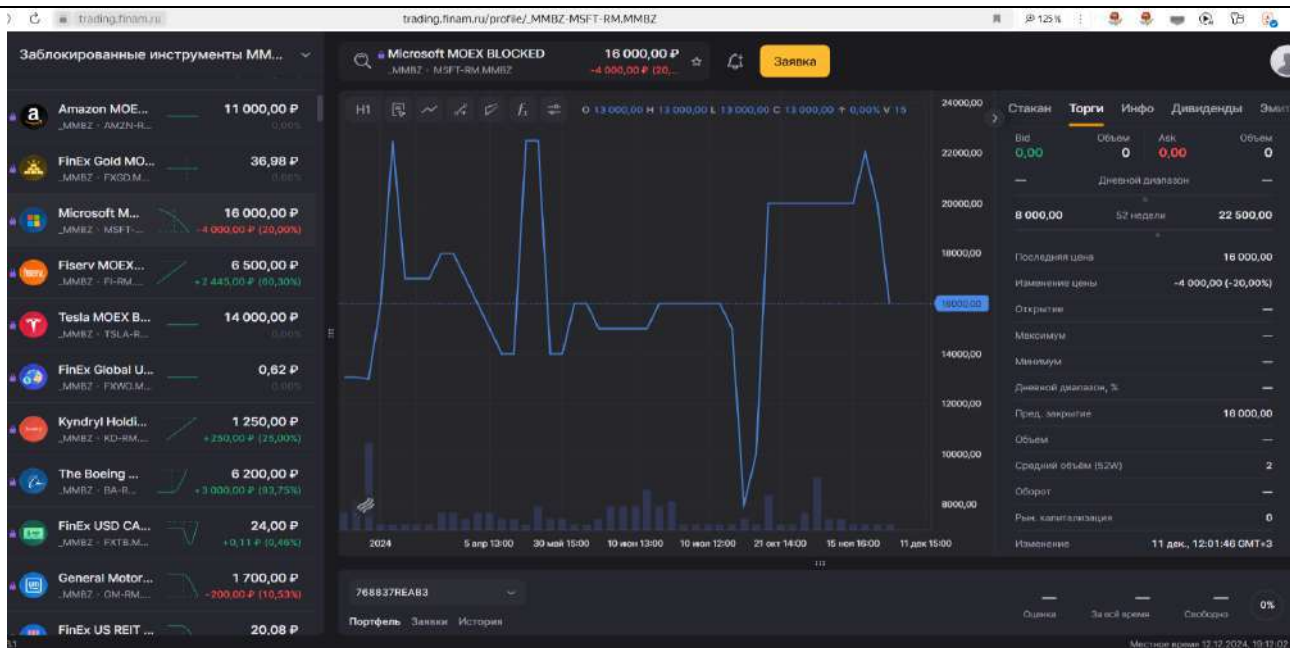 trading.finam.ru
trading.finam.ru/profile/_MMBZ-MSFT-RM.MMBZ
125 %
Заблокированные инструменты ММ...
Microsoft MOEX BLOCKED
_MMBZ · MSFT-RM.MMBZ
16 000,00 ₽
-4 000,00 ₽ (20,...
Заявка
Amazon MOE...
11 000,00 ₽
_MMBZ · AMZN-R...
0,00%
FinEx Gold MO...
36,98 ₽
_MMBZ · FXGD.M...
0,00%
Microsoft M...
16 000,00 ₽
_MMBZ · MSFT-...
-4 000,00 ₽ (20,00%)
Fiserv MOEX...
6 500,00 ₽
_MMBZ · FI-RM....
+2 445,00 ₽ (60,30%)
Tesla MOEX B...
14 000,00 ₽
_MMBZ · TSLA-R...
0,00%
FinEx Global U...
0,62 ₽
_MMBZ · FXWO.M...
0,00%
Kyndryl Holdi...
1 250,00 ₽
_MMBZ · KD-RM....
+250,00 ₽ (25,00%)
The Boeing ...
6 200,00 ₽
_MMBZ · BA-R...
+3 000,00 ₽ (93,75%)
FinEx USD CA...
24,00 ₽
_MMBZ · FXTB.M...
+0,11 ₽ (0,46%)
General Motor...
1 700,00 ₽
_MMBZ · GM-RM....
-200,00 ₽ (10,53%)
FinEx US REIT ...
20,08 ₽
H1
O 13 000,00 H 13 000,00 L 13 000,00 C 13 000,00 0,00% V 15
24000,00
22000,00
20000,00
18000,00
16000,00
14000,00
12000,00
10000,00
8000,00
2024
5 апр 13:00
30 май 15:00
10 июн 13:00
10 июл 12:00
21 окт 14:00
15 ноя 16:00
11 дек 15:00
Стакан Торги Инфо Дивиденды Эмит
Bid Объем Ask Объем
0,00 0 0,00 0
— Дневной диапазон —
8 000,00 52 недели 22 500,00
Последняя цена 16 000,00
Изменение цены -4 000,00 (-20,00%)
Открытие —
Максимум —
Минимум —
Дневной диапазон, % —
Пред. закрытие 16 000,00
Объем —
Средний объём (52W) 2
Оборот —
Рын. капитализация 0
Изменение 11 дек., 12:01:46 GMT+3
768837REAB3
Портфель Заявки История
— — —
Оценка За всё время Свободно
0%
Местное время 12.12.2024, 19:12:02